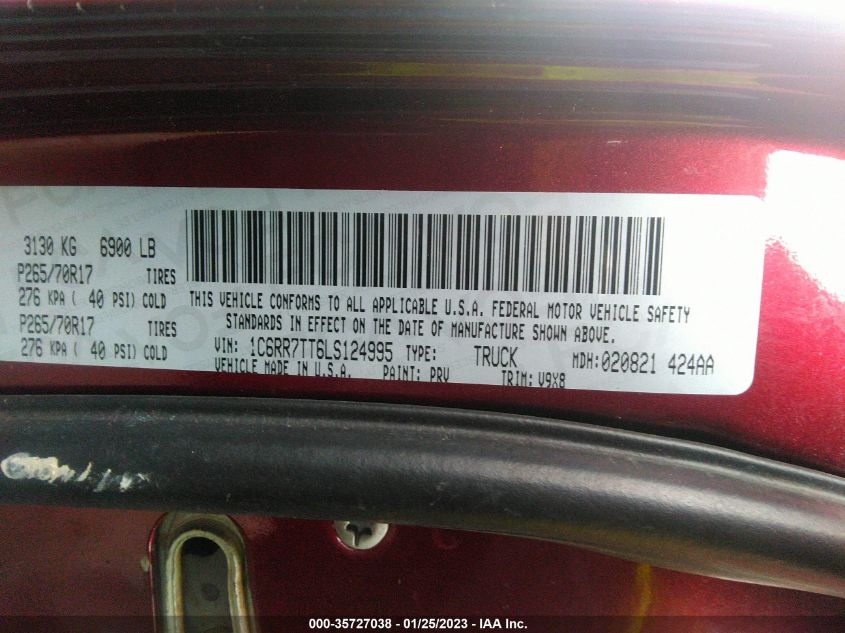 3130 KG 6900 LB
P265/70R17 TIRES
276 KPA ( 40 PSI) COLD
P265/70R17 TIRES
276 KPA ( 40 PSI) COLD
THIS VEHICLE CONFORMS TO ALL APPLICABLE U.S.A. FEDERAL MOTOR VEHICLE SAFETY
STANDARDS IN EFFECT ON THE DATE OF MANUFACTURE SHOWN ABOVE.
VIN: 1C6RR7TT6LS124995 TYPE: TRUCK MDH:020821 424AA
VEHICLE MADE IN U.S.A. PAINT: PRV TRIM: V9X8
000-35727038 - 01/25/2023 - IAA Inc.